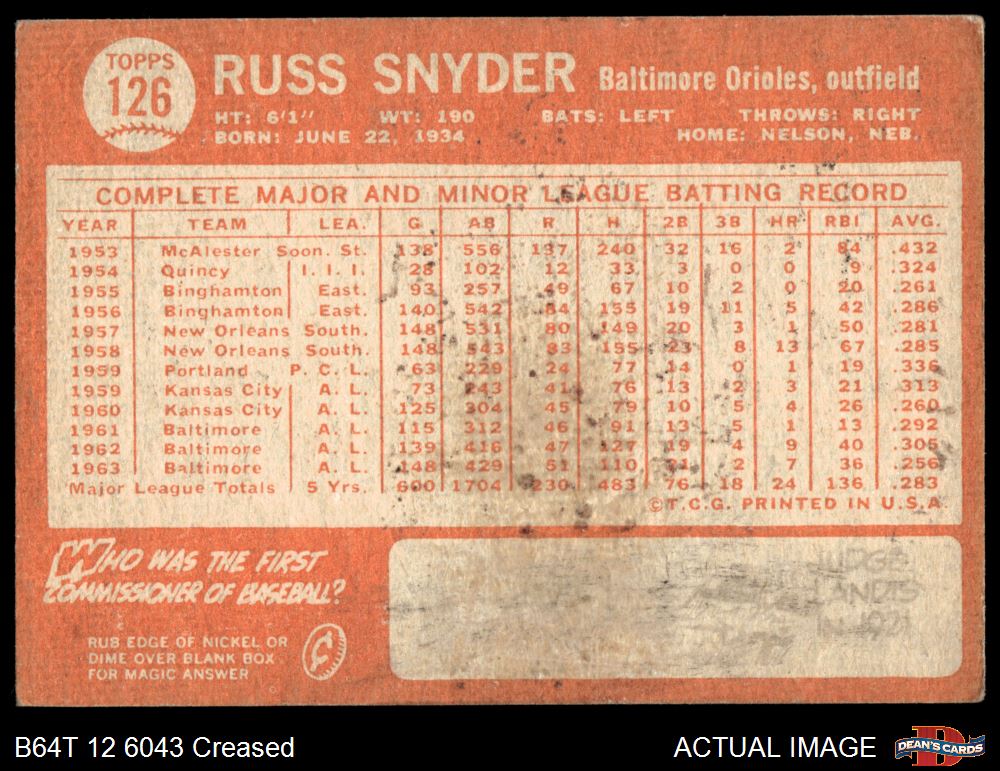 TOPPS
126
RUSS SNYDER Baltimore Orioles, outfield
HT: 6'1" WT: 190 BATS: LEFT THROWS: RIGHT
BORN: JUNE 22, 1934 HOME: NELSON, NEB.
COMPLETE MAJOR AND MINOR LEAGUE BATTING RECORD
YEAR TEAM LEA. G AB R H 2B 3B HR RBI AVG.
1953 McAlester Soon. St. 138 556 137 240 32 16 2 84 .432
1954 Quincy I. I. I. 28 102 12 33 3 0 0 9 .324
1955 Binghamton East. 93 257 49 67 10 2 0 20 .261
1956 Binghamton East. 140 542 84 155 19 11 5 42 .286
1957 New Orleans South. 148 531 80 149 20 3 1 50 .281
1958 New Orleans South. 148 543 83 155 23 8 13 67 .285
1959 Portland P. C. L. 63 229 24 77 14 0 1 19 .336
1959 Kansas City A. L. 73 243 41 76 13 2 3 21 .313
1960 Kansas City A. L. 125 304 45 79 10 5 4 26 .260
1961 Baltimore A. L. 115 312 46 91 13 5 1 13 .292
1962 Baltimore A. L. 139 416 47 127 19 4 9 40 .305
1963 Baltimore A. L. 148 429 51 110 21 2 7 36 .256
Major League Totals 5 Yrs. 600 1704 230 483 76 18 24 136 .283
©T.C.G. PRINTED IN U.S.A.
WHO WAS THE FIRST
COMMISSIONER OF BASEBALL?
RUB EDGE OF NICKEL OR
DIME OVER BLANK BOX
FOR MAGIC ANSWER
JUDGE
LANDIS
IN 1921
B64T 12 6043 Creased
ACTUAL IMAGE
DEAN'S CARDS